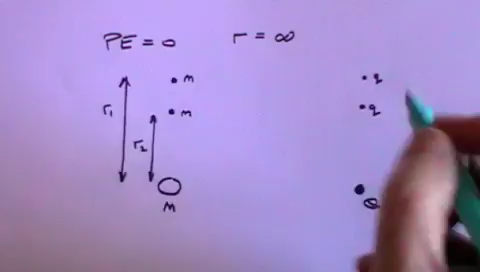 PE = 0 r = ∞
m q
r₁ m q
r₂
M Q